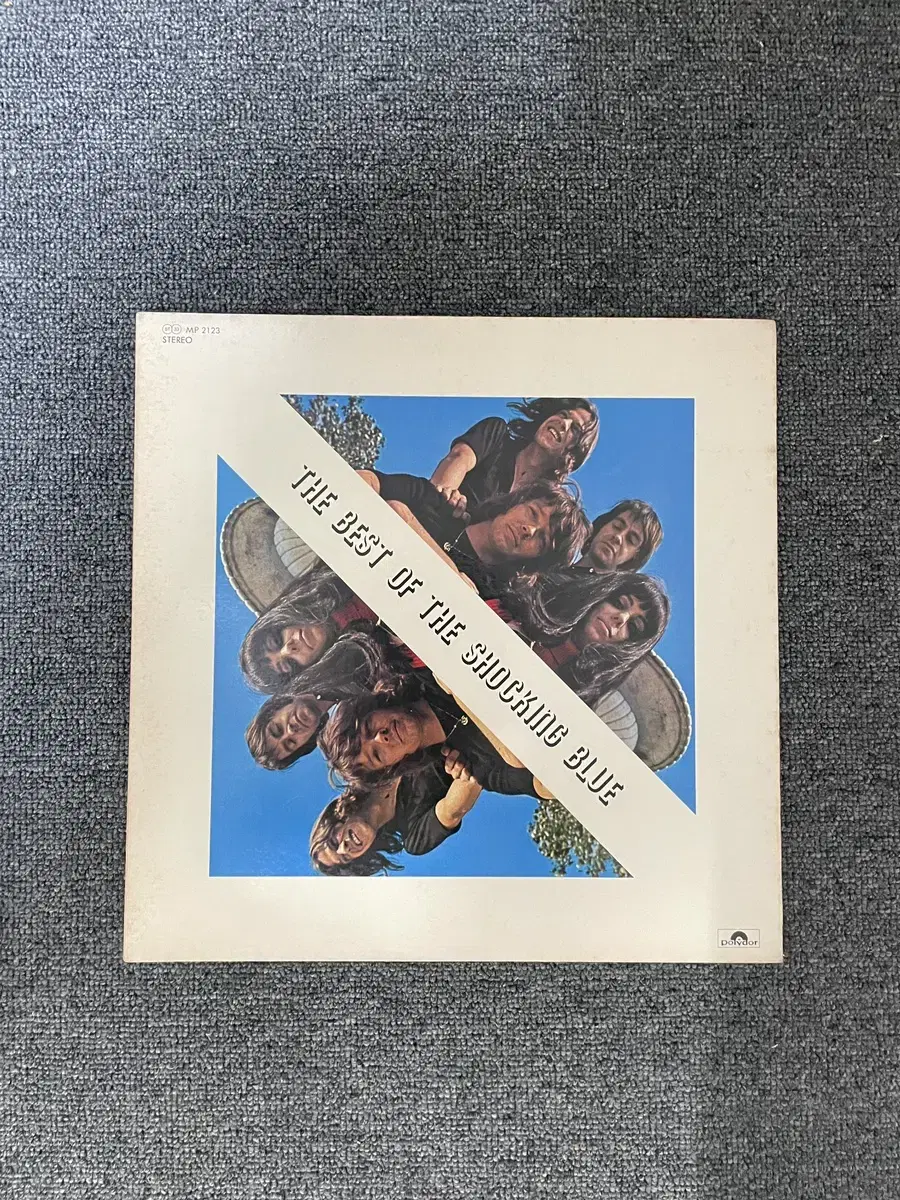 MP 2123
STEREO
THE BEST OF THE SHOCKING BLUE
Polydor